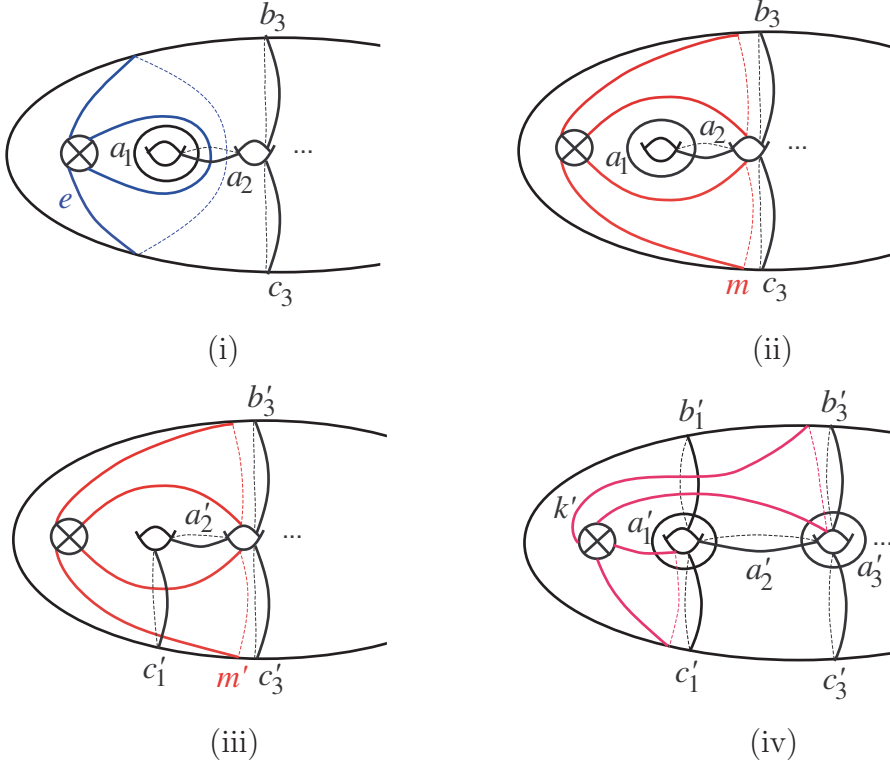 b₃ b₃
a₁ a₂ ... a₁ a₂ ...
e
c₃ m c₃
(i) (ii)
b′₃ b′₁ b′₃
a′₂ ... k′ a′₁ a′₂ a′₃ ...
c′₁ m' c′₃ c′₁ c′₃
(iii) (iv)